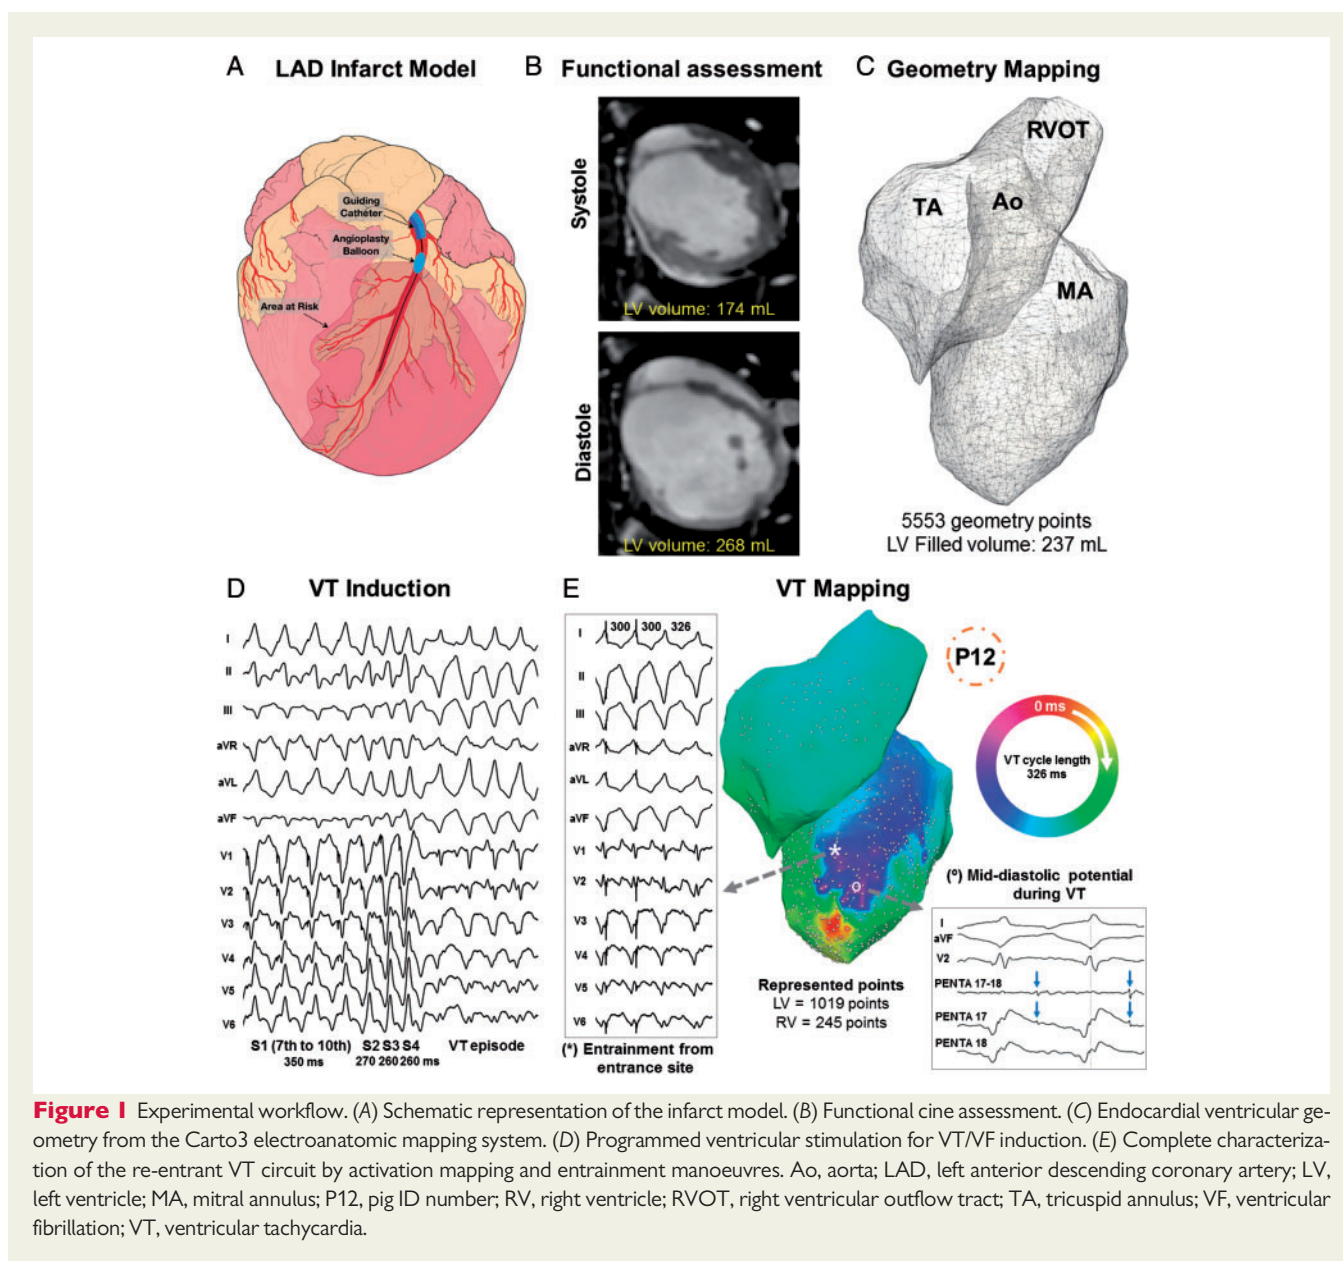 A LAD Infarct Model
Guiding
Catheter
Angioplasty
Balloon
Area at Risk
B Functional assessment
Systole
LV volume: 174 mL
Diastole
LV volume: 268 mL
C Geometry Mapping
RVOT
TA
Ao
MA
5553 geometry points
LV Filled volume: 237 mL
D VT Induction
I
II
III
aVR
aVL
aVF
V1
V2
V3
V4
V5
V6
S1 (7th to 10th) S2 S3 S4 VT episode
350 ms 270 260 260 ms
E VT Mapping
300 300 326
I
II
III
aVR
aVL
aVF
V1
V2
V3
V4
V5
V6
(*) Entrainment from
entrance site
*
o
P12
0 ms
VT cycle length
326 ms
Represented points
LV = 1019 points
RV = 245 points
(º) Mid-diastolic potential
during VT
I
aVF
V2
PENTA 17-18
PENTA 17
PENTA 18
Figure 1 Experimental workflow. (A) Schematic representation of the infarct model. (B) Functional cine assessment. (C) Endocardial ventricular ge-
ometry from the Carto3 electroanatomic mapping system. (D) Programmed ventricular stimulation for VT/VF induction. (E) Complete characteriza-
tion of the re-entrant VT circuit by activation mapping and entrainment manoeuvres. Ao, aorta; LAD, left anterior descending coronary artery; LV,
left ventricle; MA, mitral annulus; P12, pig ID number; RV, right ventricle; RVOT, right ventricular outflow tract; TA, tricuspid annulus; VF, ventricular
fibrillation; VT, ventricular tachycardia.